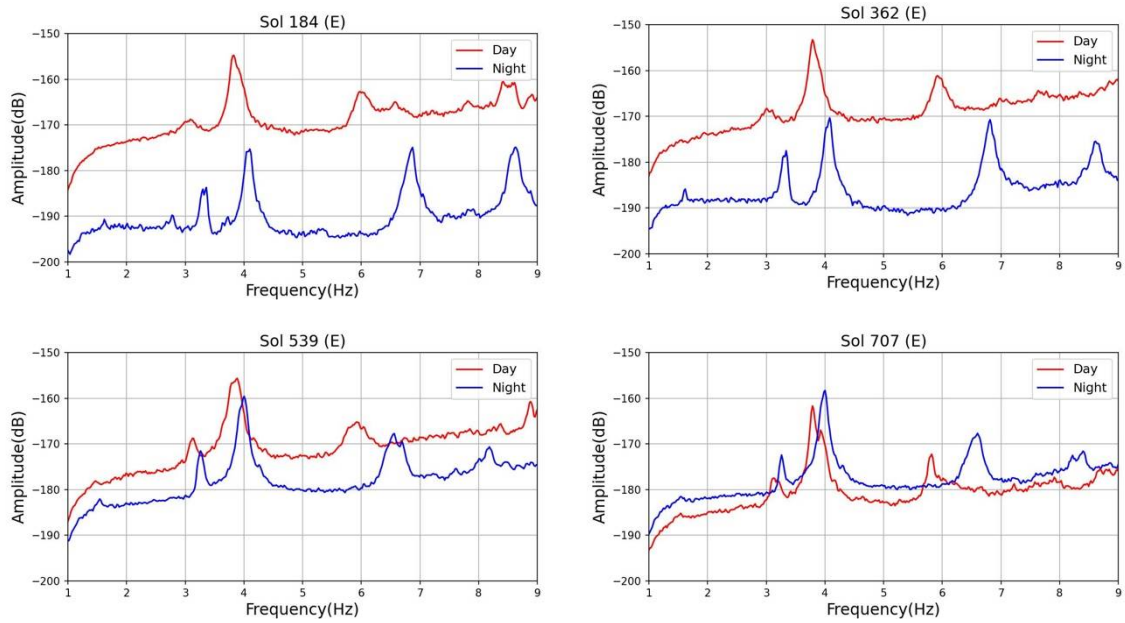 Sol 184 (E)
Amplitude(dB)
−150
−160
−170
−180
−190
−200
Day
Night
1 2 3 4 5 6 7 8 9
Frequency(Hz)
Sol 362 (E)
Amplitude(dB)
−150
−160
−170
−180
−190
−200
Day
Night
1 2 3 4 5 6 7 8 9
Frequency(Hz)
Sol 539 (E)
Amplitude(dB)
−150
−160
−170
−180
−190
−200
Day
Night
1 2 3 4 5 6 7 8 9
Frequency(Hz)
Sol 707 (E)
Amplitude(dB)
−150
−160
−170
−180
−190
−200
Day
Night
1 2 3 4 5 6 7 8 9
Frequency(Hz)